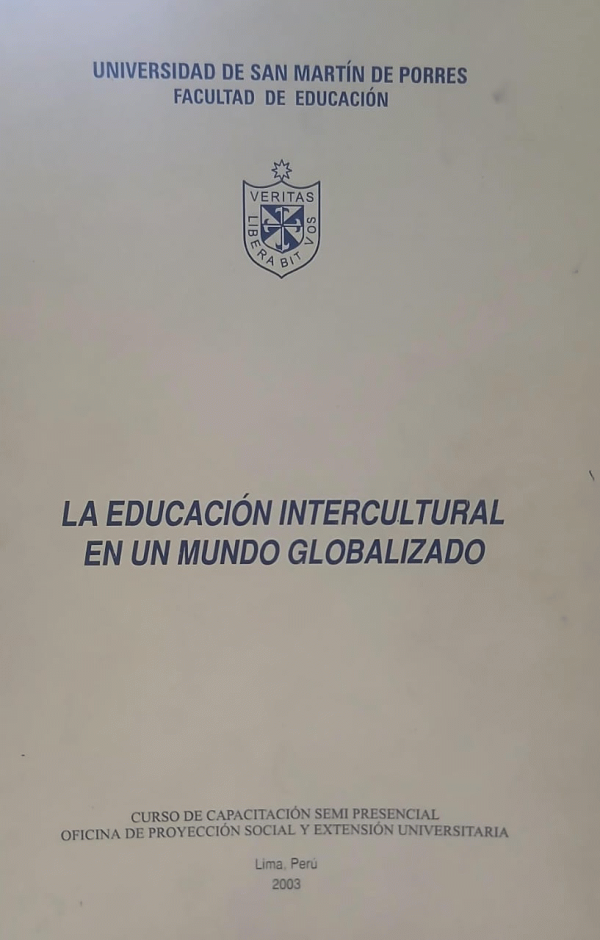 UNIVERSIDAD DE SAN MARTÍN DE PORRES
FACULTAD DE EDUCACIÓN
VERITAS
LIBERABIT VOS
LA EDUCACIÓN INTERCULTURAL
EN UN MUNDO GLOBALIZADO
CURSO DE CAPACITACIÓN SEMI PRESENCIAL
OFICINA DE PROYECCIÓN SOCIAL Y EXTENSIÓN UNIVERSITARIA
Lima, Perú
2003